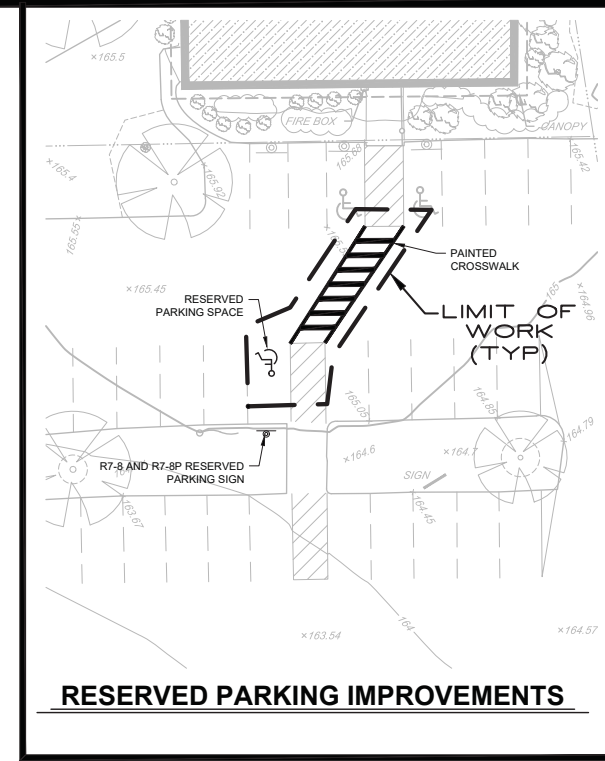 ×165.5
FIRE BOX
CANOPY
165.68
165.42
×165.4
165.92
165.55×
PAINTED
CROSSWALK
×165.45
165
×164.96
RESERVED
PARKING SPACE
LIMIT OF
WORK
(TYP)
165.05
164.85
164.79
R7-8 AND R7-8P RESERVED
PARKING SIGN
×164.6
×164.7
SIGN
163.67
164.45
×163.54
164
×164.57
RESERVED PARKING IMPROVEMENTS